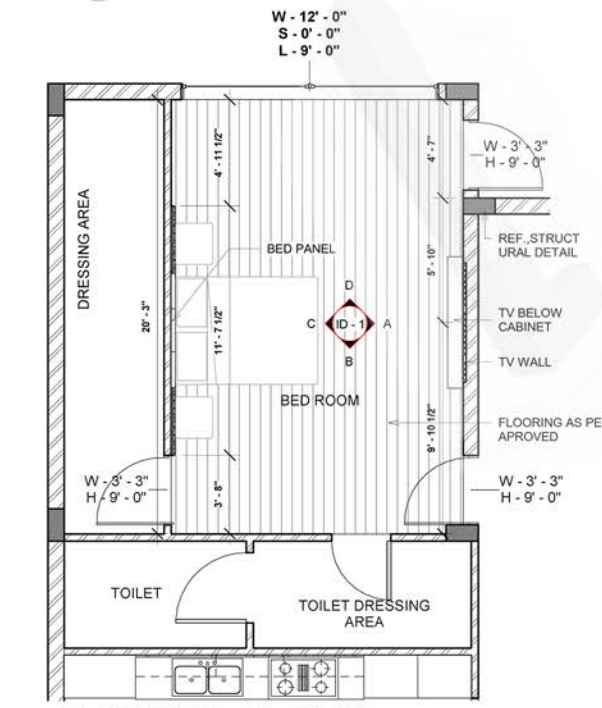 W - 12' - 0"
S - 0' - 0"
L - 9' - 0"
W - 3' - 3"
H - 9' - 0"
4' - 11 1/2"
4' - 7"
DRESSING AREA
REF.,STRUCT
URAL DETAIL
BED PANEL
5' - 10"
D
C
ID - 1
A
B
20' - 3"
11' - 7 1/2"
TV BELOW
CABINET
TV WALL
BED ROOM
FLOORING AS PE
APROVED
9' - 10 1/2"
W - 3' - 3"
H - 9' - 0"
3' - 8"
W - 3' - 3"
H - 9' - 0"
TOILET
TOILET DRESSING
AREA